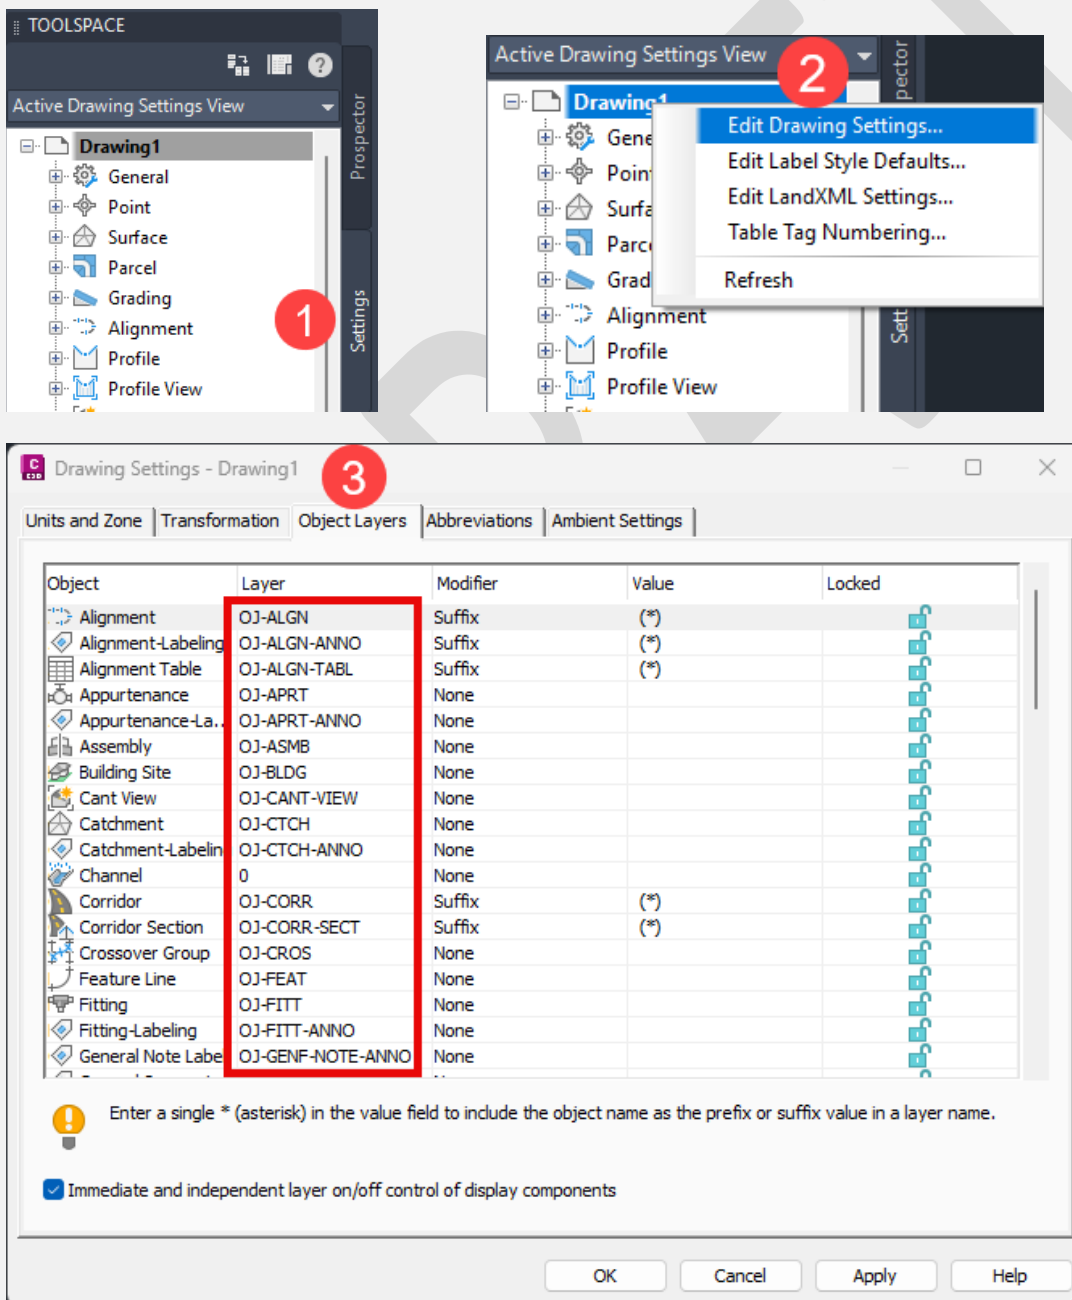 TOOLSPACE
Active Drawing Settings View
Drawing1
General
Point
Surface
Parcel
Grading
Alignment
Profile
Profile View
Prospector
Settings
1
Active Drawing Settings View
2
Drawing1
Edit Drawing Settings...
Edit Label Style Defaults...
Edit LandXML Settings...
Table Tag Numbering...
Refresh
Gene
Poin
Surfa
Parc
Grad
Alignment
Profile
Profile View
pector
Sett
Drawing Settings - Drawing1
3
Units and Zone Transformation Object Layers Abbreviations Ambient Settings
Object Layer Modifier Value Locked
Alignment OJ-ALGN Suffix (*)
Alignment-Labeling OJ-ALGN-ANNO Suffix (*)
Alignment Table OJ-ALGN-TABL Suffix (*)
Appurtenance OJ-APRT None
Appurtenance-La... OJ-APRT-ANNO None
Assembly OJ-ASMB None
Building Site OJ-BLDG None
Cant View OJ-CANT-VIEW None
Catchment OJ-CTCH None
Catchment-Labelin OJ-CTCH-ANNO None
Channel 0 None
Corridor OJ-CORR Suffix (*)
Corridor Section OJ-CORR-SECT Suffix (*)
Crossover Group OJ-CROS None
Feature Line OJ-FEAT None
Fitting OJ-FITT None
Fitting-Labeling OJ-FITT-ANNO None
General Note Labe OJ-GENF-NOTE-ANNO None
Enter a single * (asterisk) in the value field to include the object name as the prefix or suffix value in a layer name.
Immediate and independent layer on/off control of display components
OK Cancel Apply Help